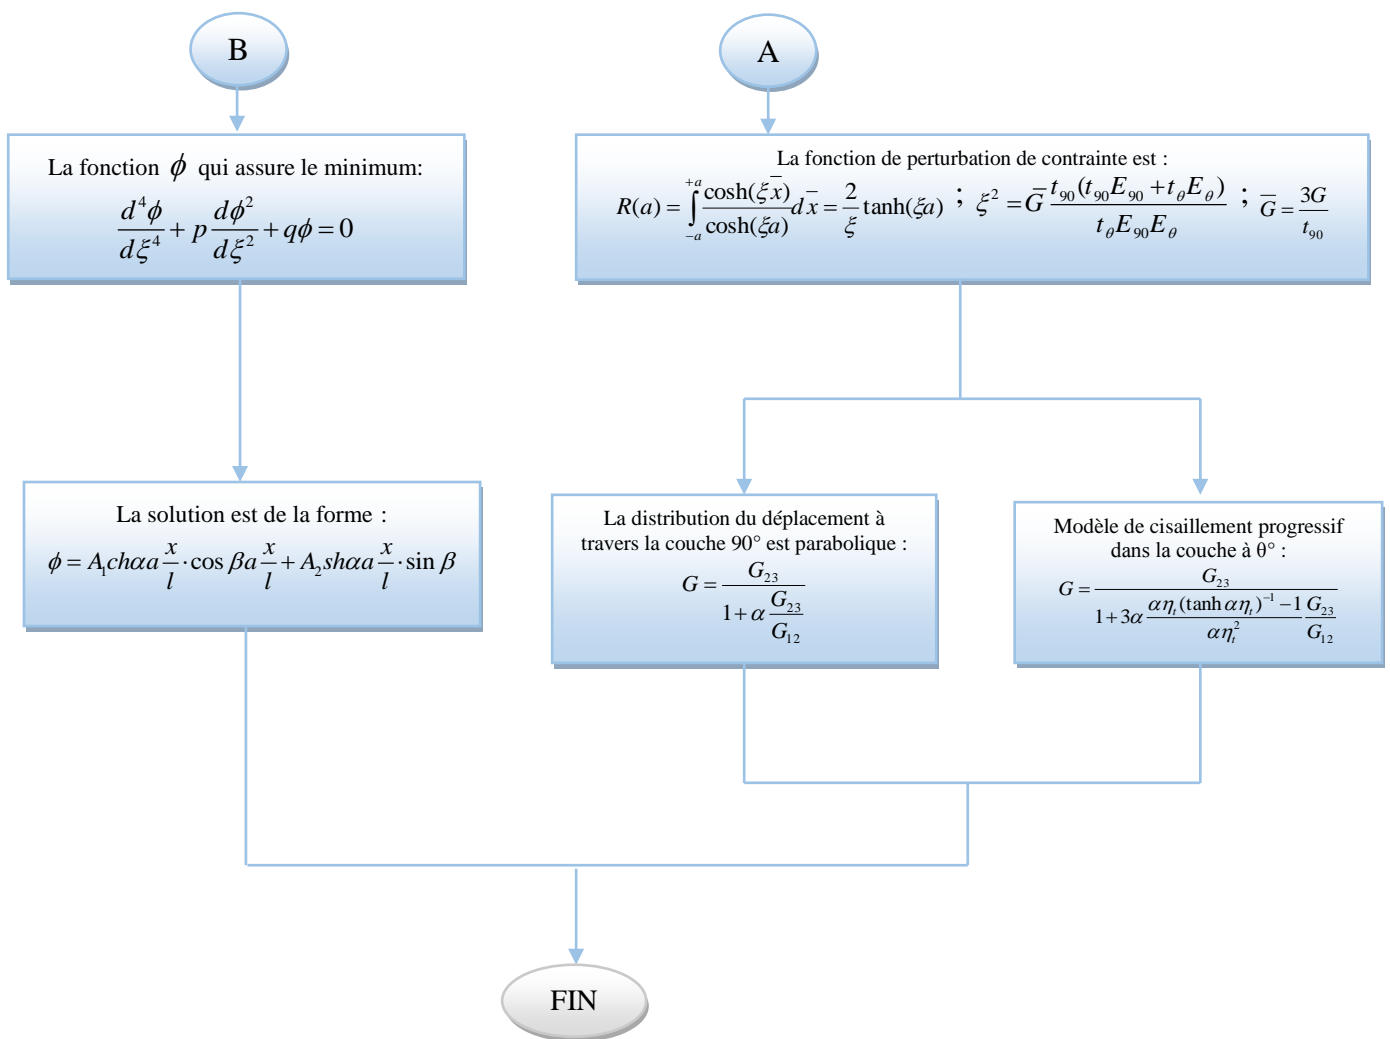 B
A
La fonction ϕ qui assure le minimum:
d⁴ϕ/dξ⁴ + p dϕ²/dξ² + qϕ = 0
La fonction de perturbation de contrainte est :
R(a) = ∫₋ₐ⁺ᵃ cosh(ξx̄)/cosh(ξa) dx̄ = 2/ξ tanh(ξa) ; ξ² = G̅ t₉₀(t₉₀E₉₀ + t_θE_θ)/(t_θE₉₀E_θ) ; G̅ = 3G/t₉₀
La solution est de la forme :
ϕ = A₁chαa x/l · cos βa x/l + A₂shαa x/l · sin β
La distribution du déplacement à
travers la couche 90° est parabolique :
G = G₂₃/(1 + α G₂₃/G₁₂)
Modèle de cisaillement progressif
dans la couche à θ° :
G = G₂₃/(1 + 3α (αη_t(tanh αη_t)⁻¹ − 1)/(αη_t²) G₂₃/G₁₂)
FIN